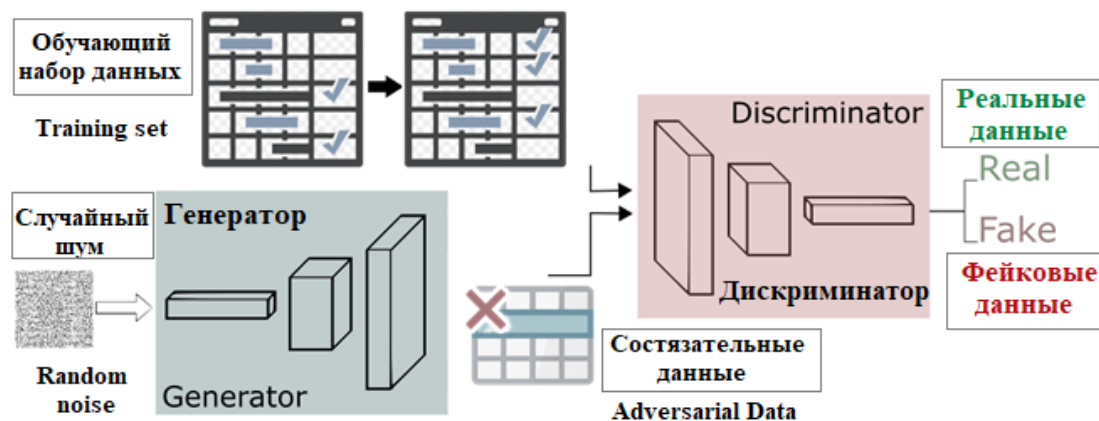 Обучающий
набор данных
Training set
Discriminator
Реальные
данные
Real
Fake
Фейковые
данные
Дискриминатор
Случайный
шум
Random
noise
Генератор
Generator
Состязательные
данные
Adversarial Data